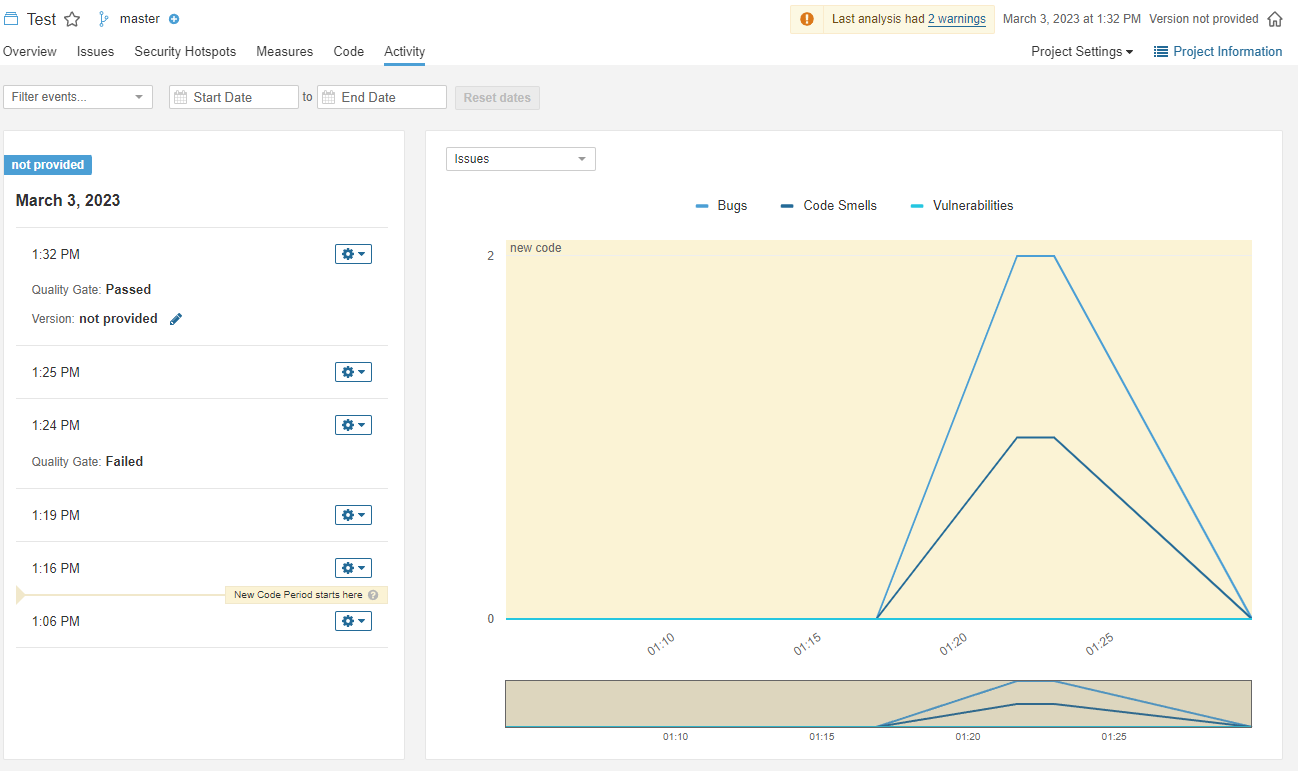 Test master Last analysis had 2 warnings March 3, 2023 at 1:32 PM Version not provided
Overview Issues Security Hotspots Measures Code Activity Project Settings Project Information
Filter events... Start Date to End Date Reset dates
not provided
March 3, 2023
1:32 PM
Quality Gate: Passed
Version: not provided
1:25 PM
1:24 PM
Quality Gate: Failed
1:19 PM
1:16 PM
New Code Period starts here ?
1:06 PM
Issues
Bugs Code Smells Vulnerabilities
new code
2
0
01:10 01:15 01:20 01:25
01:10 01:15 01:20 01:25